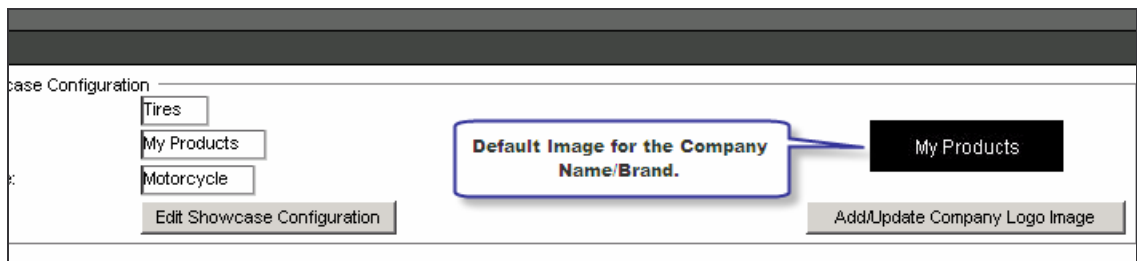 case Configuration
Tires
My Products
e:
Motorcycle
Edit Showcase Configuration
Default Image for the Company
Name/Brand.
My Products
Add/Update Company Logo Image